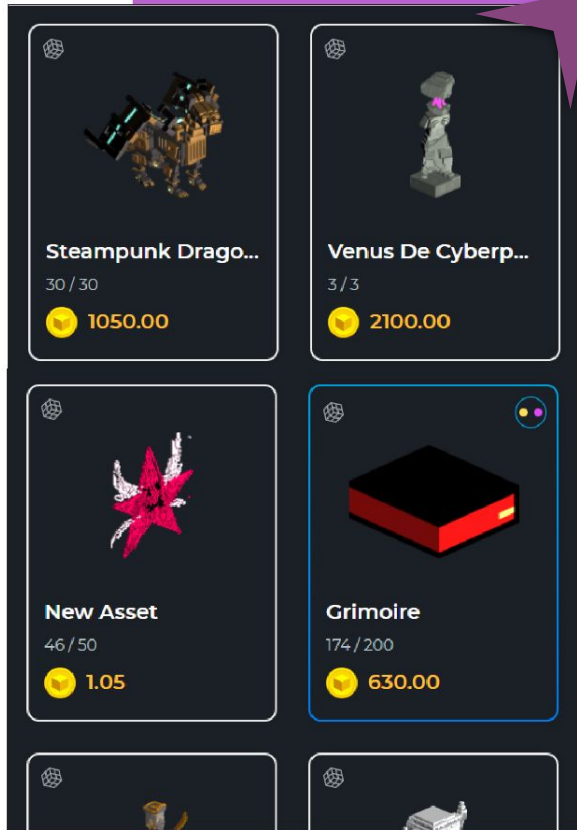 Steampunk Drago...
30 / 30
1050.00
Venus De Cyberp...
3 / 3
2100.00
New Asset
46 / 50
1.05
Grimoire
174 / 200
630.00